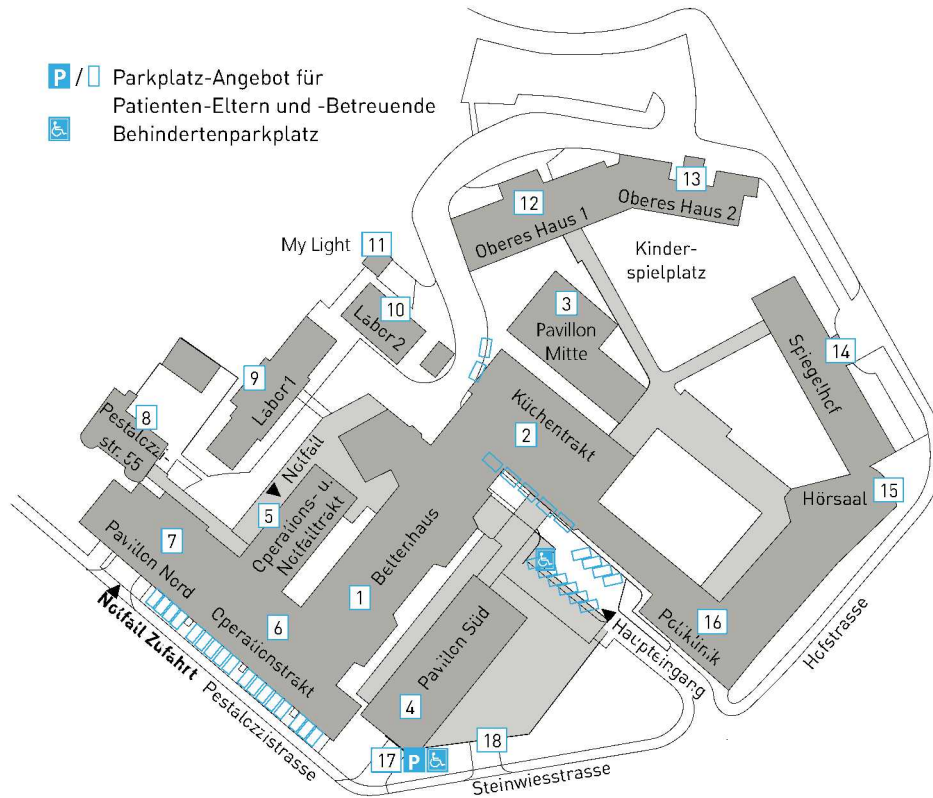 P / Parkplatz-Angebot für
Patienten-Eltern und -Betreuende
Behindertenparkplatz
13
12
Oberes Haus 2
Oberes Haus 1
My Light
11
Kinder-
spielplatz
10
Labor 2
3
Pavillon
Mitte
14
Spiegelhof
9
Labor 1
8
Pestalozzi-
str. 55
Küchentrakt
2
Notfall
5
Operations- u.
Notfalltrakt
Hörsaal
15
7
Pavillon Nord
Bettenhaus
1
6
Operationstrakt
Notfall Zufahrt
Pestalozzistrasse
Pavillon Süd
4
Haupteingang
16
Poliklinik
Hofstrasse
17
P
18
Steinwiesstrasse